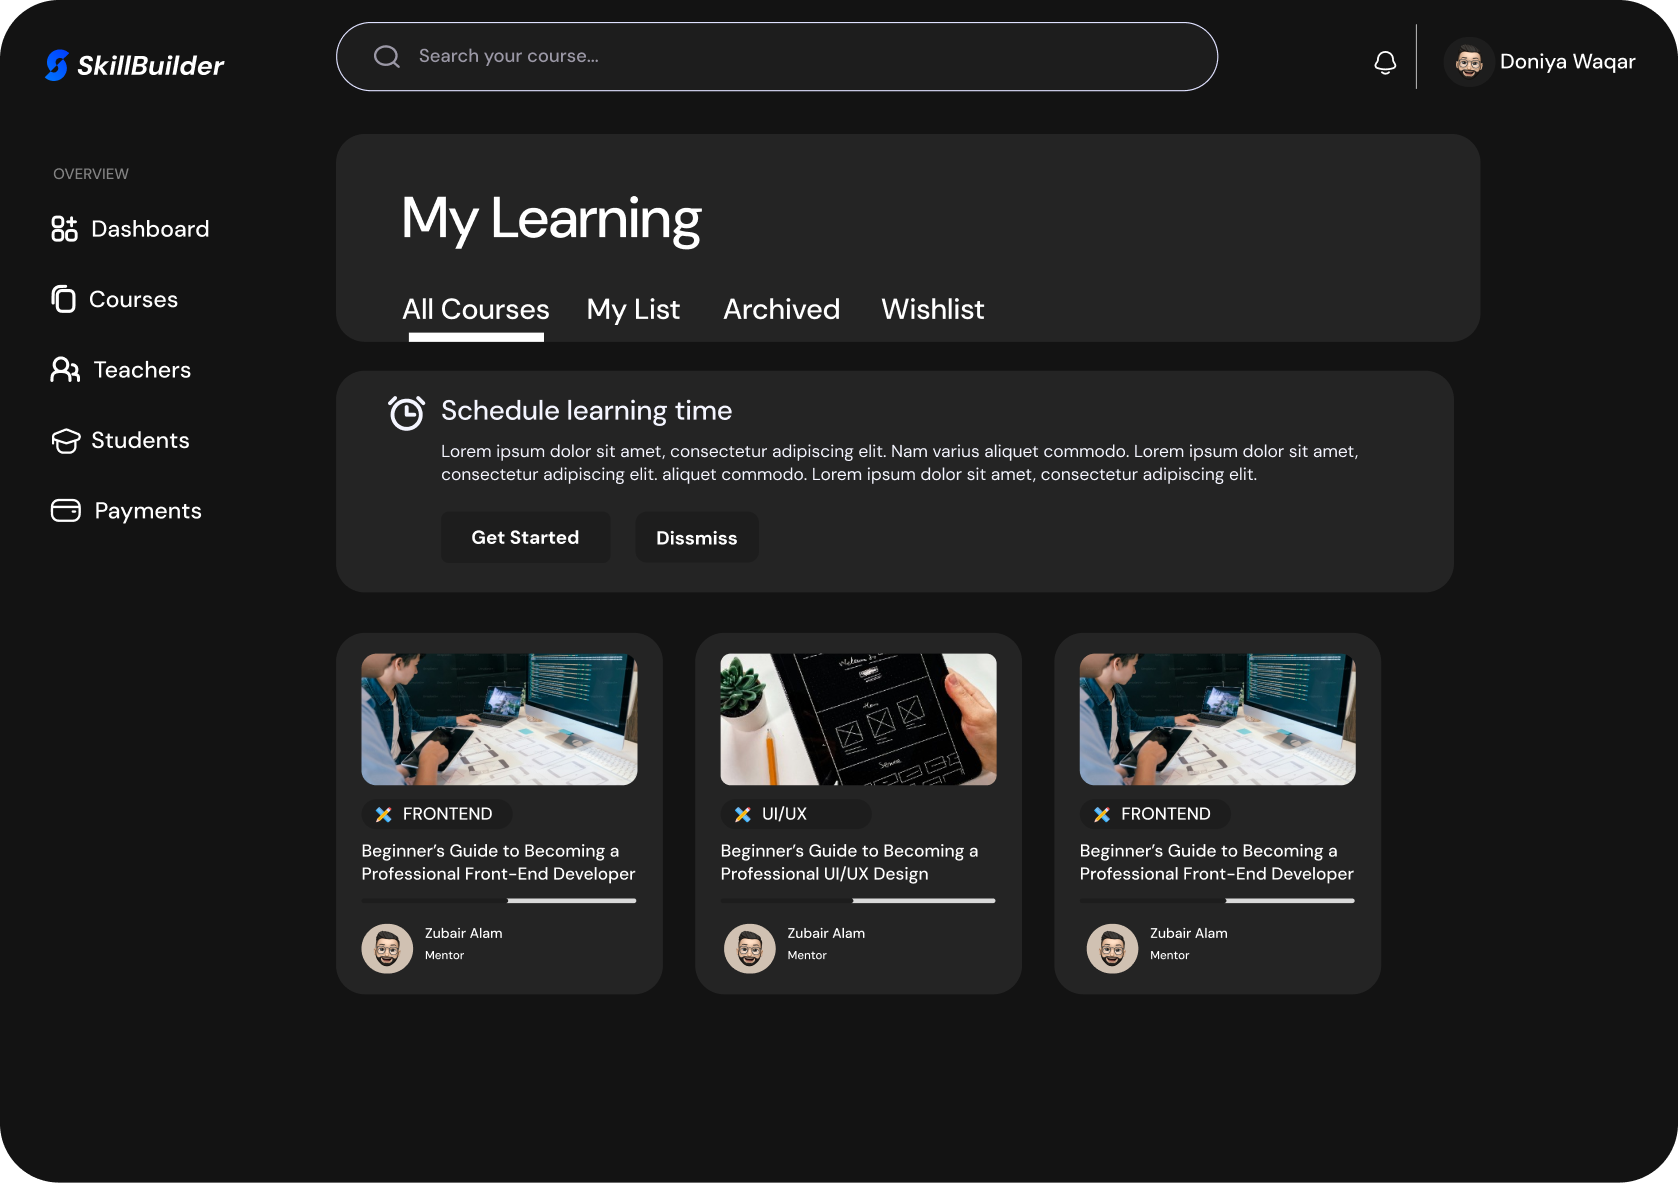 SkillBuilder
Search your course...
Doniya Waqar
OVERVIEW
Dashboard
Courses
Teachers
Students
Payments
My Learning
All Courses My List Archived Wishlist
Schedule learning time
Lorem ipsum dolor sit amet, consectetur adipiscing elit. Nam varius aliquet commodo. Lorem ipsum dolor sit amet,
consectetur adipiscing elit. aliquet commodo. Lorem ipsum dolor sit amet, consectetur adipiscing elit.
Get Started Dissmiss
FRONTEND
Beginner’s Guide to Becoming a
Professional Front-End Developer
Zubair Alam
Mentor
UI/UX
Beginner’s Guide to Becoming a
Professional UI/UX Design
Zubair Alam
Mentor
FRONTEND
Beginner’s Guide to Becoming a
Professional Front-End Developer
Zubair Alam
Mentor